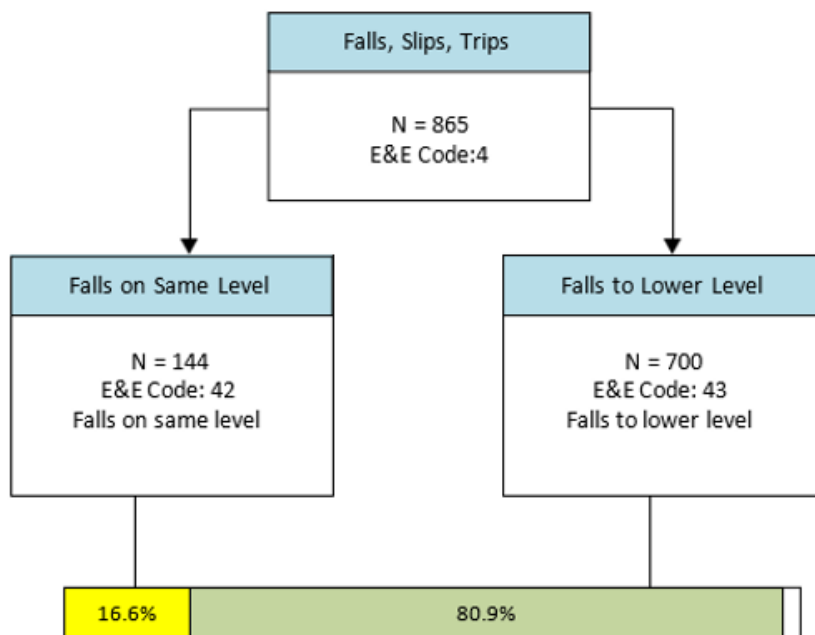 Falls, Slips, Trips
N = 865
E&E Code:4
Falls on Same Level
N = 144
E&E Code: 42
Falls on same level
Falls to Lower Level
N = 700
E&E Code: 43
Falls to lower level
16.6%
80.9%